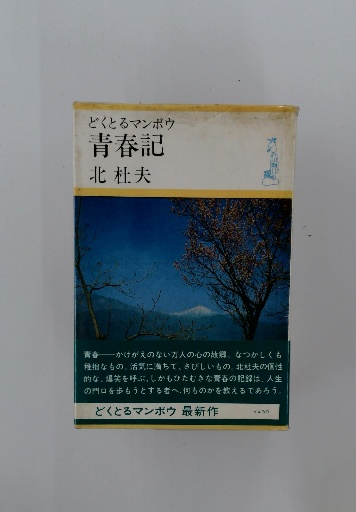 どくとるマンボウ
青春記
北 杜夫
青春――かけがえのない万人の心の故郷。なつかしくも
稚拙なもの。活気に満ちて、さびしいもの。北杜夫の個性
的な、爆笑を呼ぶ、しかもひたむきな青春の記録は、人生
の門口を歩もうとする者へ、何ものかを教えるであろう。
どくとるマンボウ 最新作